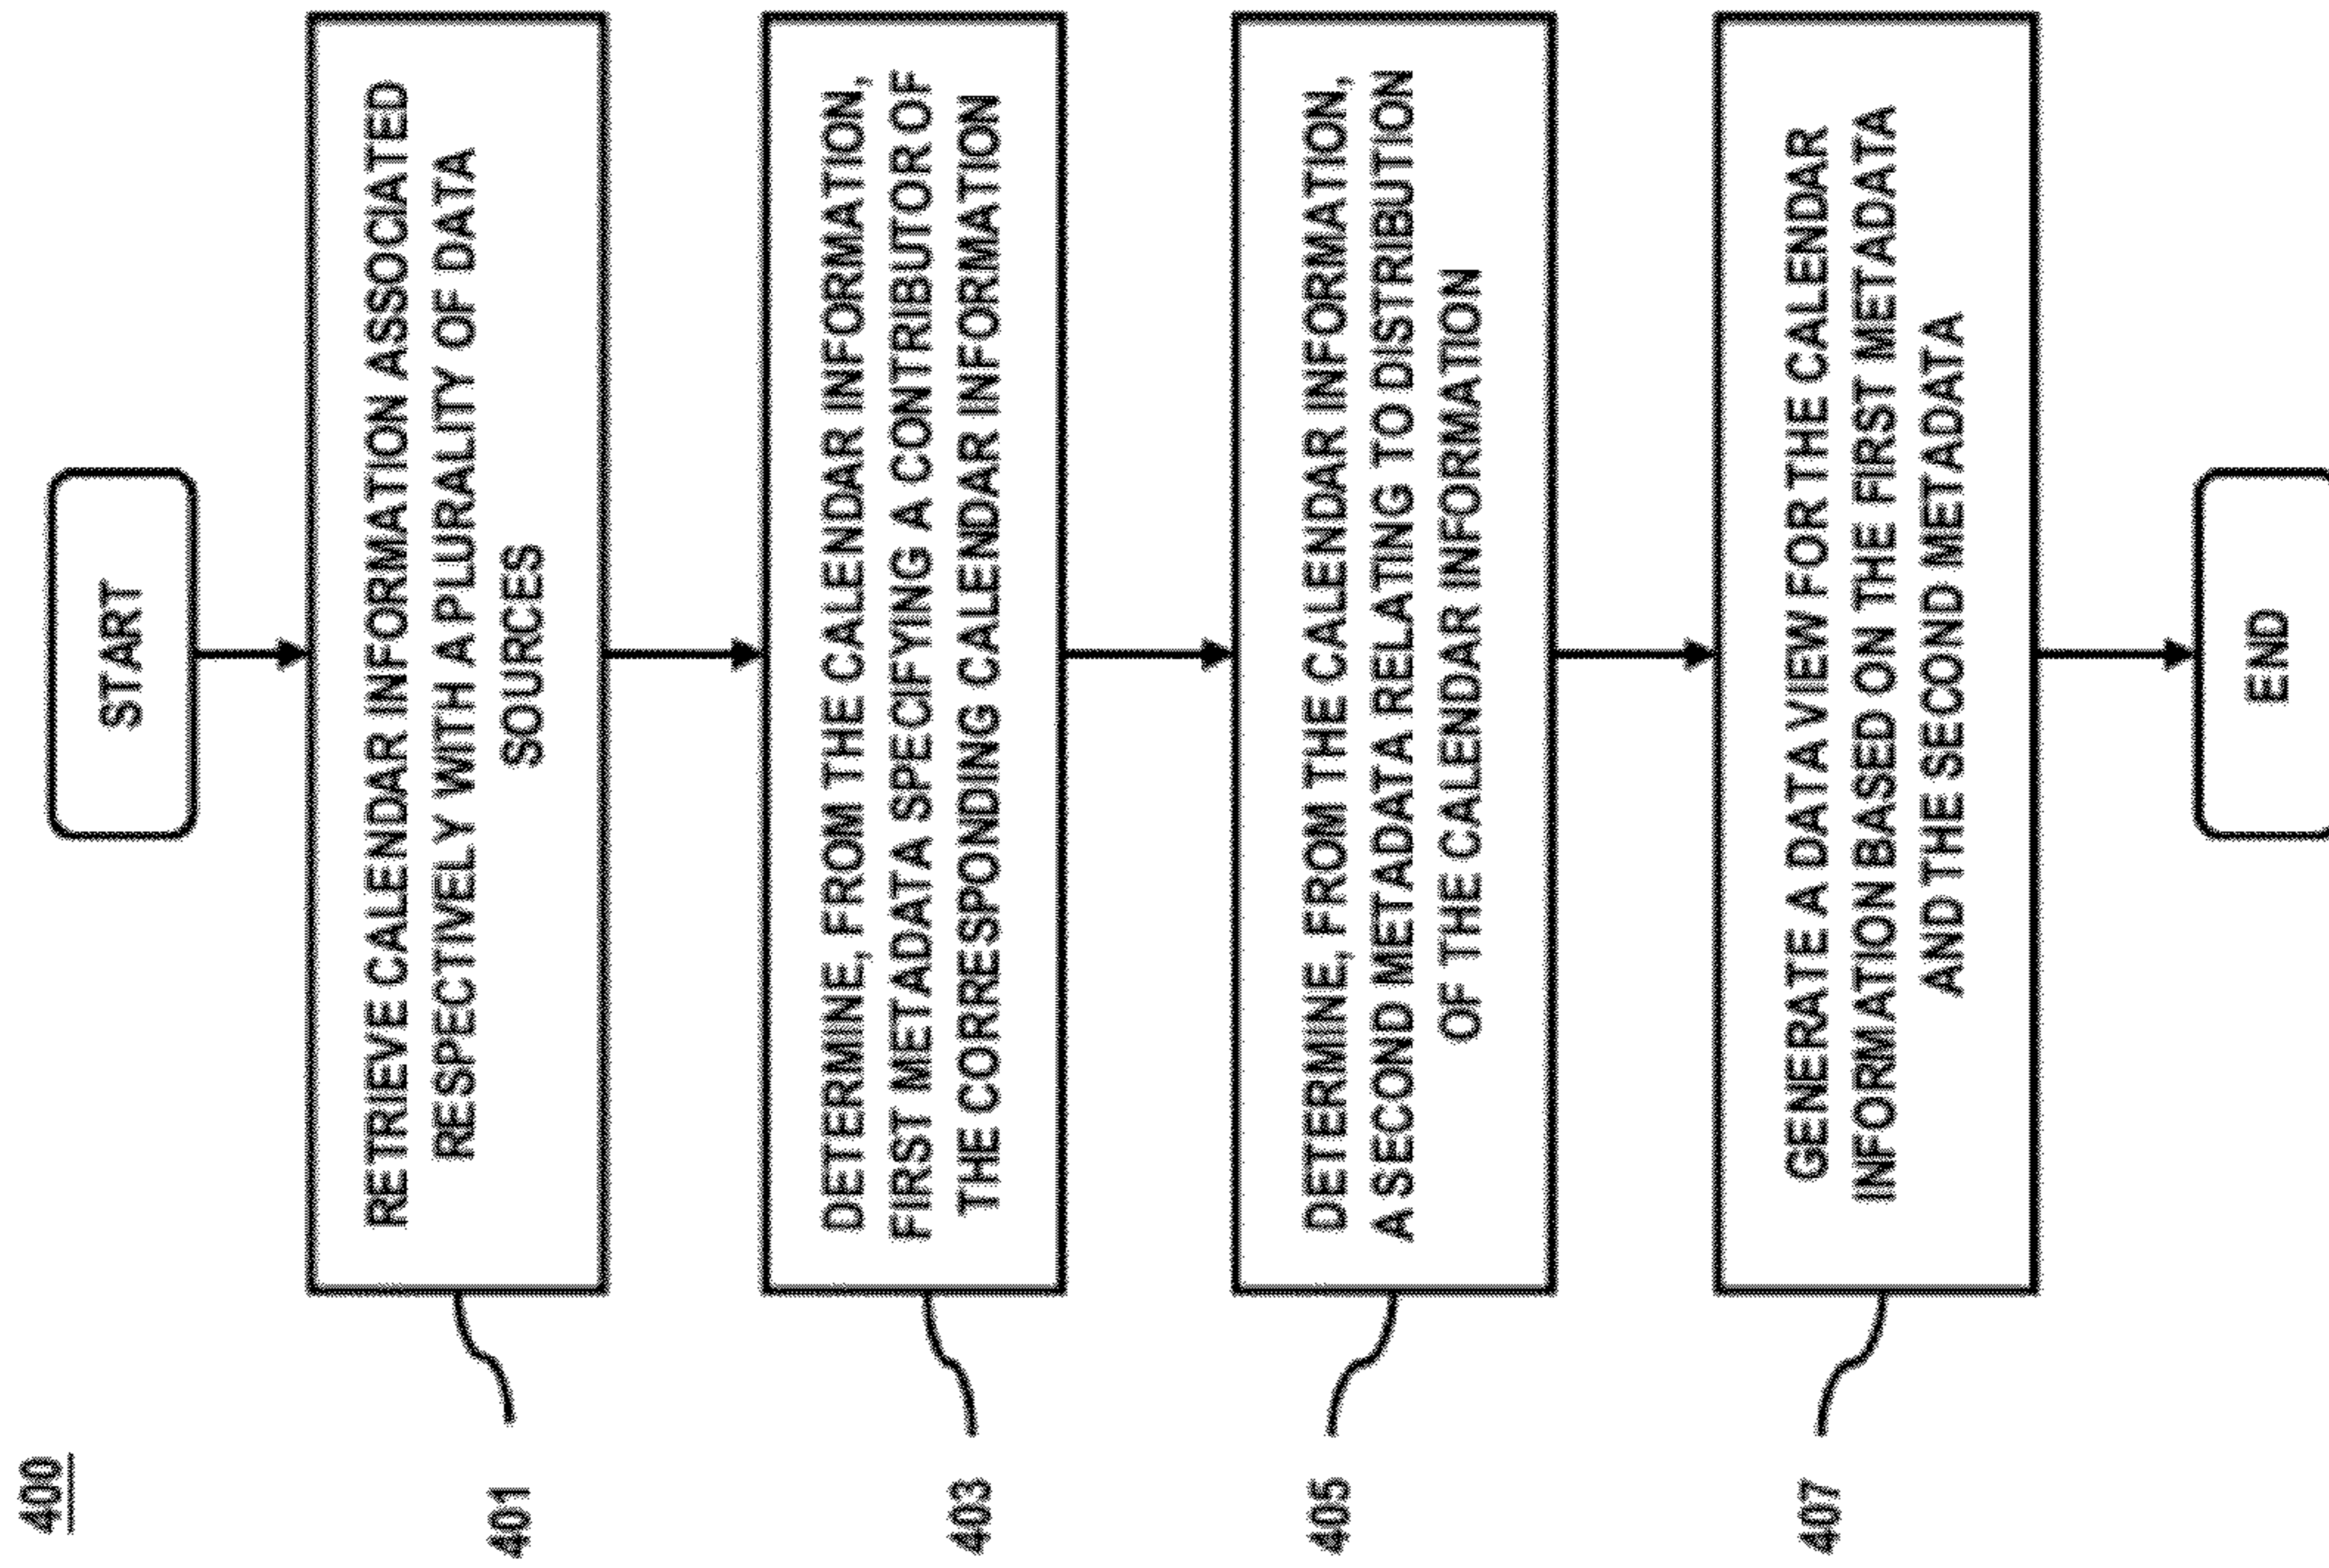 400
START
401
RETRIEVE CALENDAR INFORMATION ASSOCIATED
RESPECTIVELY WITH A PLURALITY OF DATA
SOURCES
403
DETERMINE, FROM THE CALENDAR INFORMATION,
FIRST METADATA SPECIFYING A CONTRIBUTOR OF
THE CORRESPONDING CALENDAR INFORMATION
405
DETERMINE, FROM THE CALENDAR INFORMATION,
A SECOND METADATA RELATING TO DISTRIBUTION
OF THE CALENDAR INFORMATION
407
GENERATE A DATA VIEW FOR THE CALENDAR
INFORMATION BASED ON THE FIRST METADATA
AND THE SECOND METADATA
END